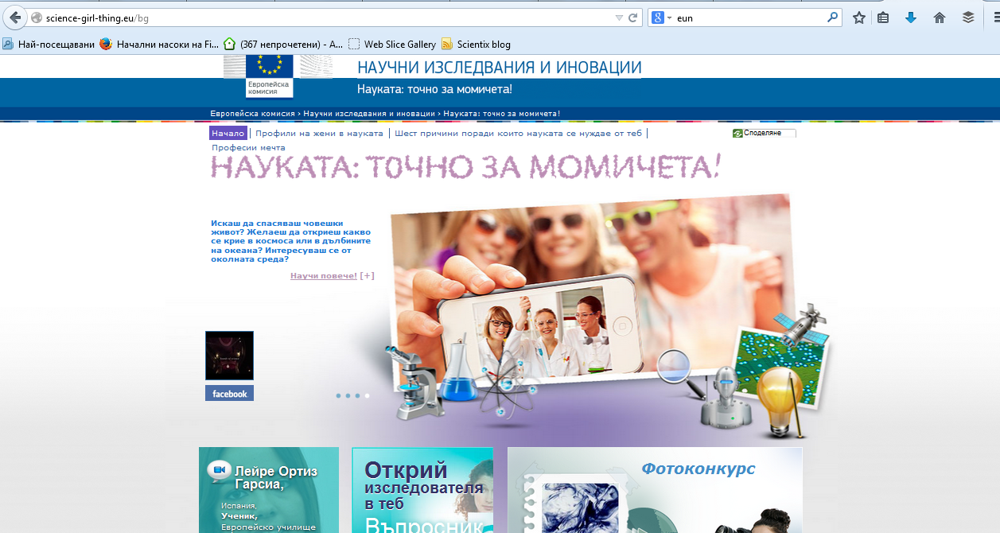 science-girl-thing.eu/bg
eun
Най-посещавани
Начални насоки на Fi...
(367 непрочетени) - A...
Web Slice Gallery
Scientix blog
Европейска
комисия
НАУЧНИ ИЗСЛЕДВАНИЯ И ИНОВАЦИИ
Науката: точно за момичета!
Европейска комисия › Научни изследвания и иновации › Науката: точно за момичета!
Начало | Профили на жени в науката | Шест причини поради които науката се нуждае от теб |
Споделяне
Професии мечта
НАУКАТА: ТОЧНО ЗА МОМИЧЕТА!
Искаш да спасяваш човешки
живот? Желаеш да откриеш какво
се крие в космоса или в дълбините
на океана? Интересуваш се от
околната среда?
Научи повече! [+]
facebook
Лейре Ортиз
Гарсиа,
Испания,
Ученик,
Европейско училище
Открий
изследователя
в теб
Въпросник
Фотоконкурс